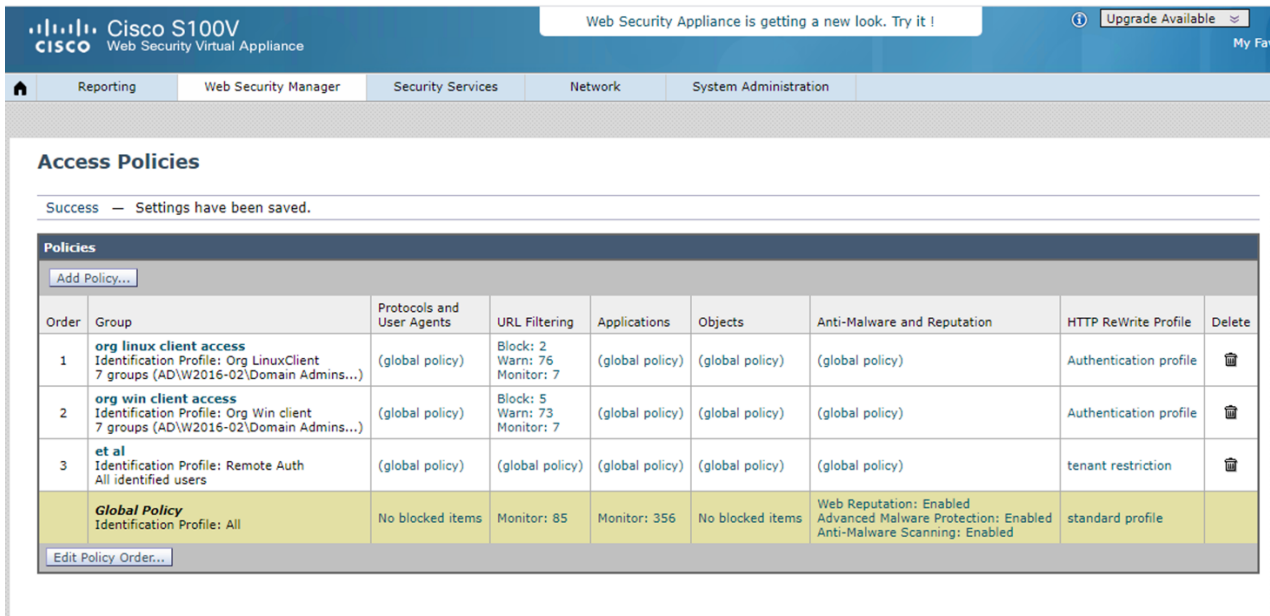 Cisco S100V
CISCO
Web Security Virtual Appliance
Web Security Appliance is getting a new look. Try it !
Upgrade Available
My Fa
Reporting
Web Security Manager
Security Services
Network
System Administration
Access Policies
Success — Settings have been saved.
Policies
Add Policy...
Order
Group
Protocols and
User Agents
URL Filtering
Applications
Objects
Anti-Malware and Reputation
HTTP ReWrite Profile
Delete
1
org linux client access
Identification Profile: Org LinuxClient
7 groups (AD\W2016-02\Domain Admins...)
(global policy)
Block: 2
Warn: 76
Monitor: 7
(global policy)
(global policy)
(global policy)
Authentication profile
2
org win client access
Identification Profile: Org Win client
7 groups (AD\W2016-02\Domain Admins...)
(global policy)
Block: 5
Warn: 73
Monitor: 7
(global policy)
(global policy)
(global policy)
Authentication profile
3
et al
Identification Profile: Remote Auth
All identified users
(global policy)
(global policy)
(global policy)
(global policy)
(global policy)
tenant restriction
Global Policy
Identification Profile: All
No blocked items
Monitor: 85
Monitor: 356
No blocked items
Web Reputation: Enabled
Advanced Malware Protection: Enabled
Anti-Malware Scanning: Enabled
standard profile
Edit Policy Order...